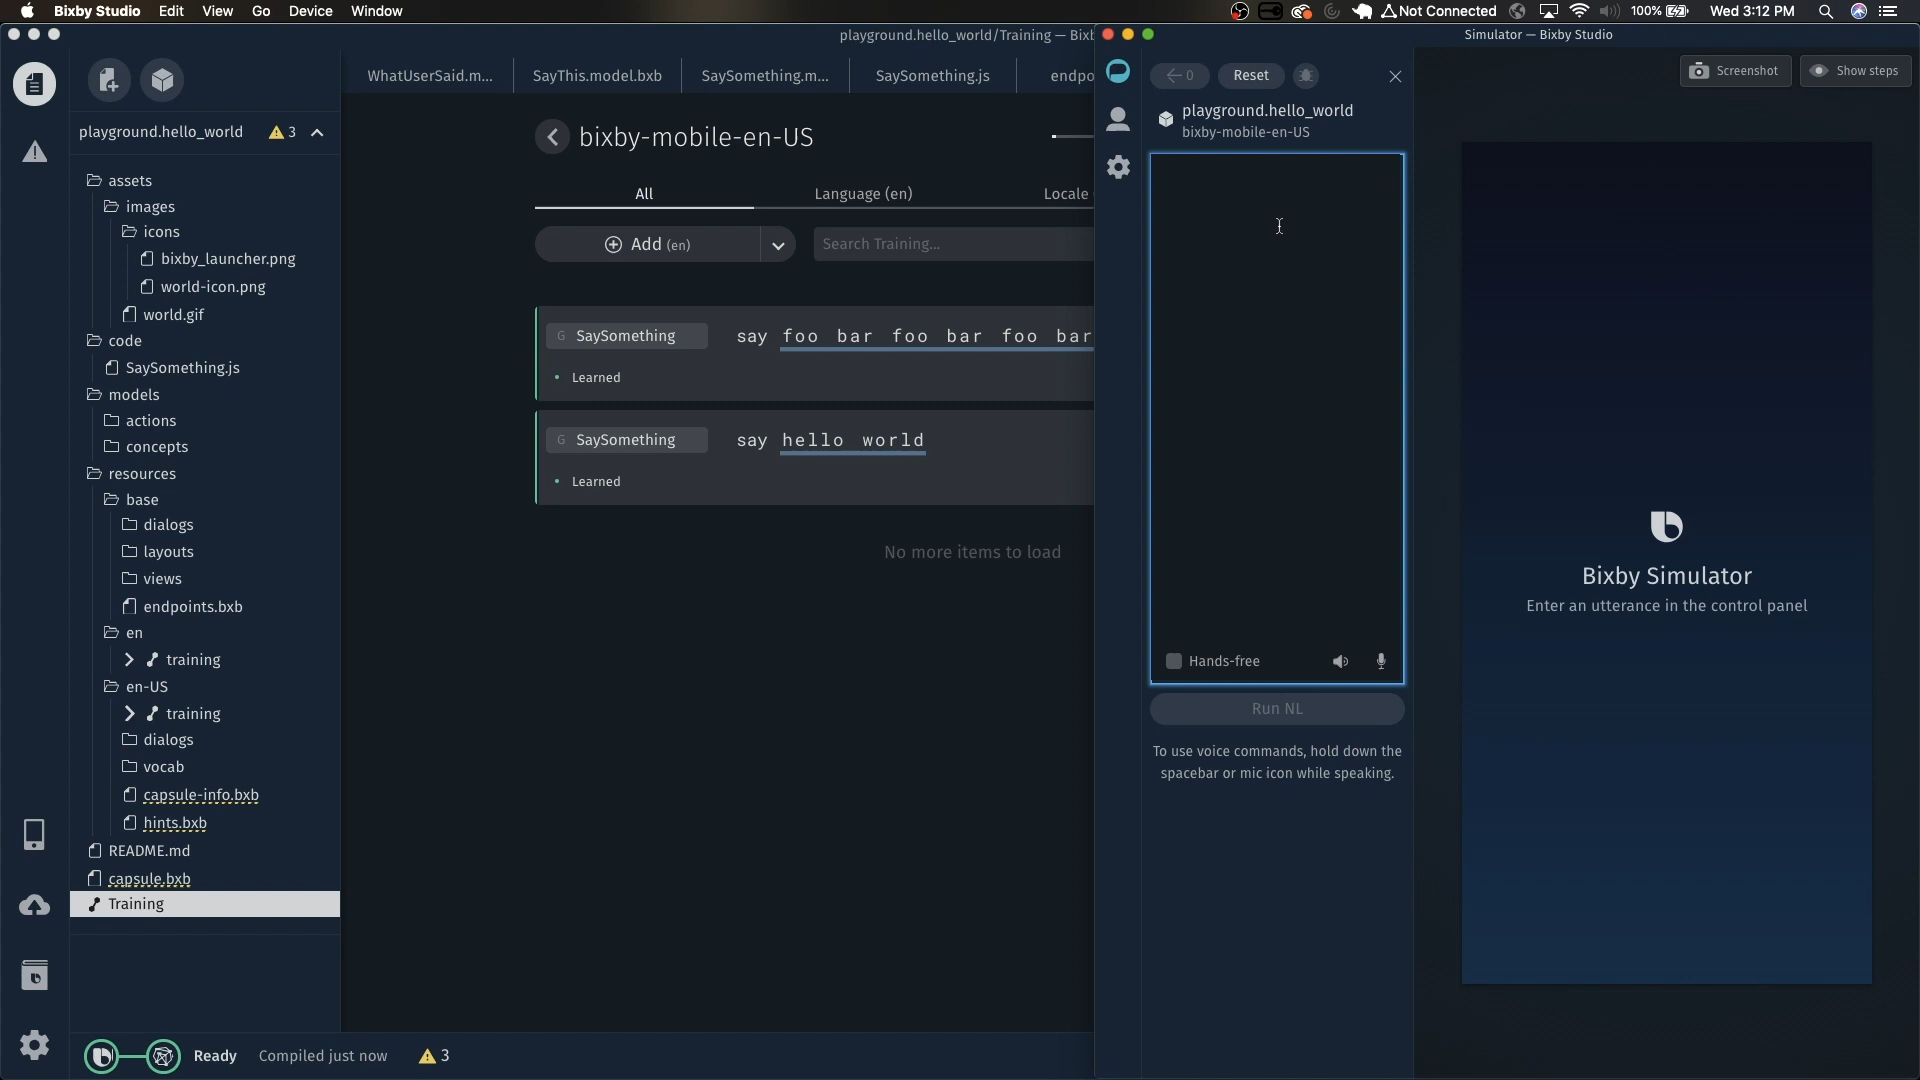 Bixby Studio Edit View Go Device Window
Not Connected 100% Wed 3:12 PM
playground.hello_world/Training — Bixt
Simulator — Bixby Studio
WhatUserSaid.m... SayThis.model.bxb SaySomething.m... SaySomething.js endpo
playground.hello_world 3
assets
images
icons
bixby_launcher.png
world-icon.png
world.gif
code
SaySomething.js
models
actions
concepts
resources
base
dialogs
layouts
views
endpoints.bxb
en
training
en-US
training
dialogs
vocab
capsule-info.bxb
hints.bxb
README.md
capsule.bxb
Training
Ready Compiled just now 3
bixby-mobile-en-US
All Language (en) Locale
Add (en) Search Training...
G SaySomething say foo bar foo bar foo bar
Learned
G SaySomething say hello world
Learned
No more items to load
0 Reset
playground.hello_world
bixby-mobile-en-US
Hands-free
Run NL
To use voice commands, hold down the
spacebar or mic icon while speaking.
Screenshot Show steps
Bixby Simulator
Enter an utterance in the control panel